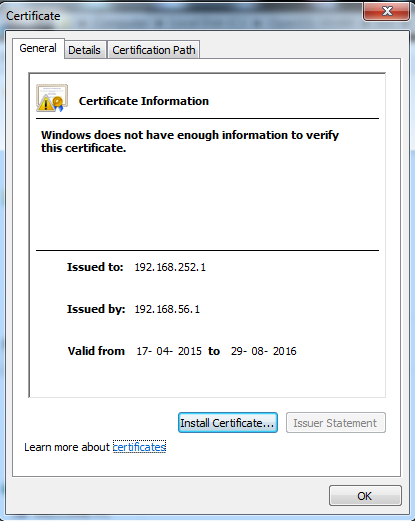 Certificate
General Details Certification Path
Certificate Information
Windows does not have enough information to verify
this certificate.
Issued to: 192.168.252.1
Issued by: 192.168.56.1
Valid from 17- 04- 2015 to 29- 08- 2016
Install Certificate... Issuer Statement
Learn more about certificates
OK